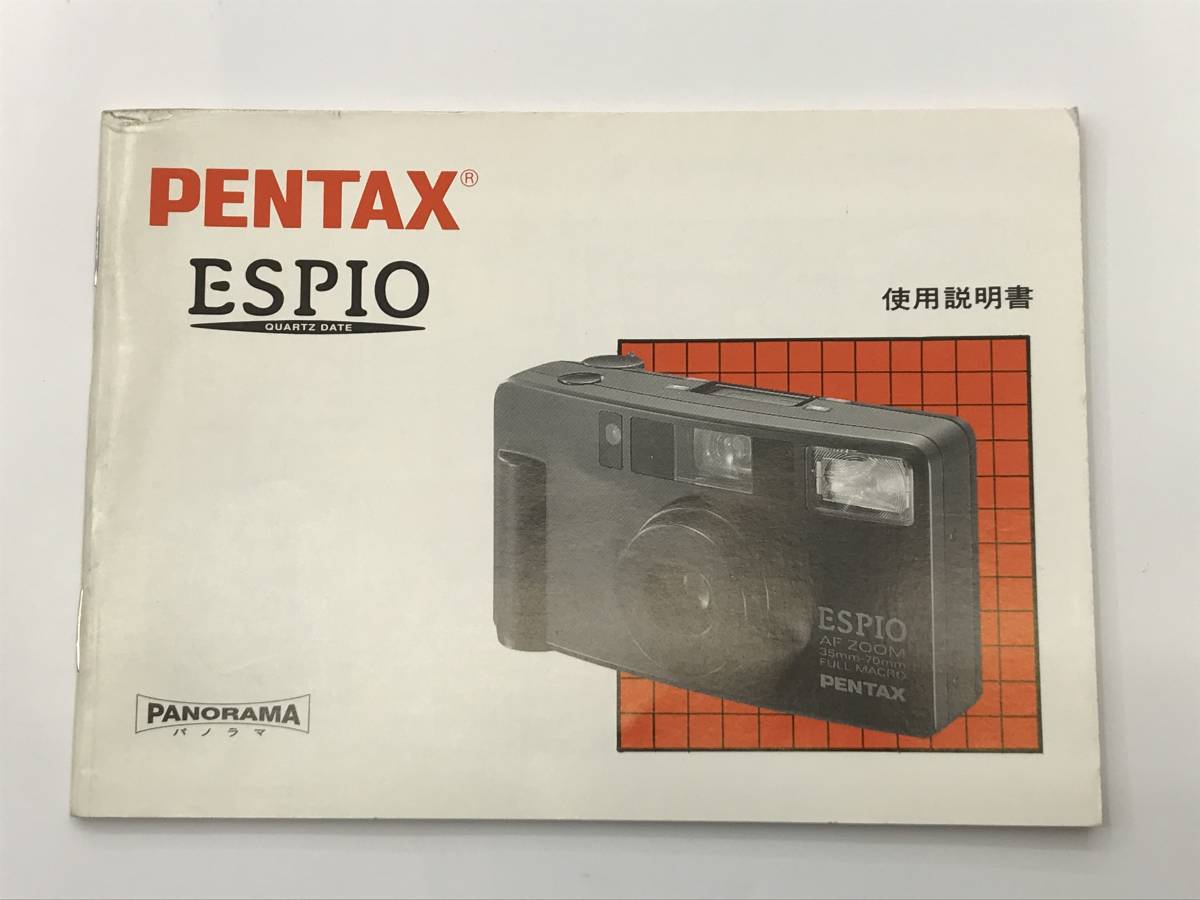 PENTAX®
ESPIO
QUARTZ DATE
使用説明書
ESPIO
AF ZOOM
35mm-70mm
FULL MACRO
PENTAX
PANORAMA
パノラマ